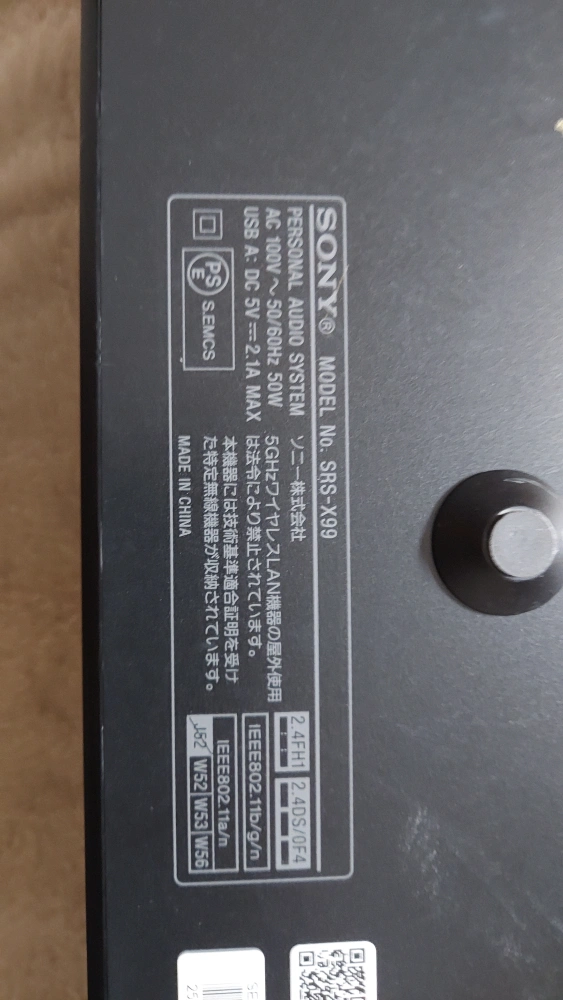 SONY® MODEL No. SRS-X99
PERSONAL AUDIO SYSTEM
AC 100V ~ 50/60Hz 50W
USB A: DC 5V ⎓ 2.1A MAX
PS
E
S.EMCS
ソニー株式会社
5GHzワイヤレスLAN機器の屋外使用
は法令により禁止されています。
本機器には技術基準適合証明を受け
た特定無線機器が収納されています。
MADE IN CHINA
2.4FH1
2.4DS/OF4
IEEE802.11b/g/n
IEEE802.11a/n
J52 W52 W53 W56